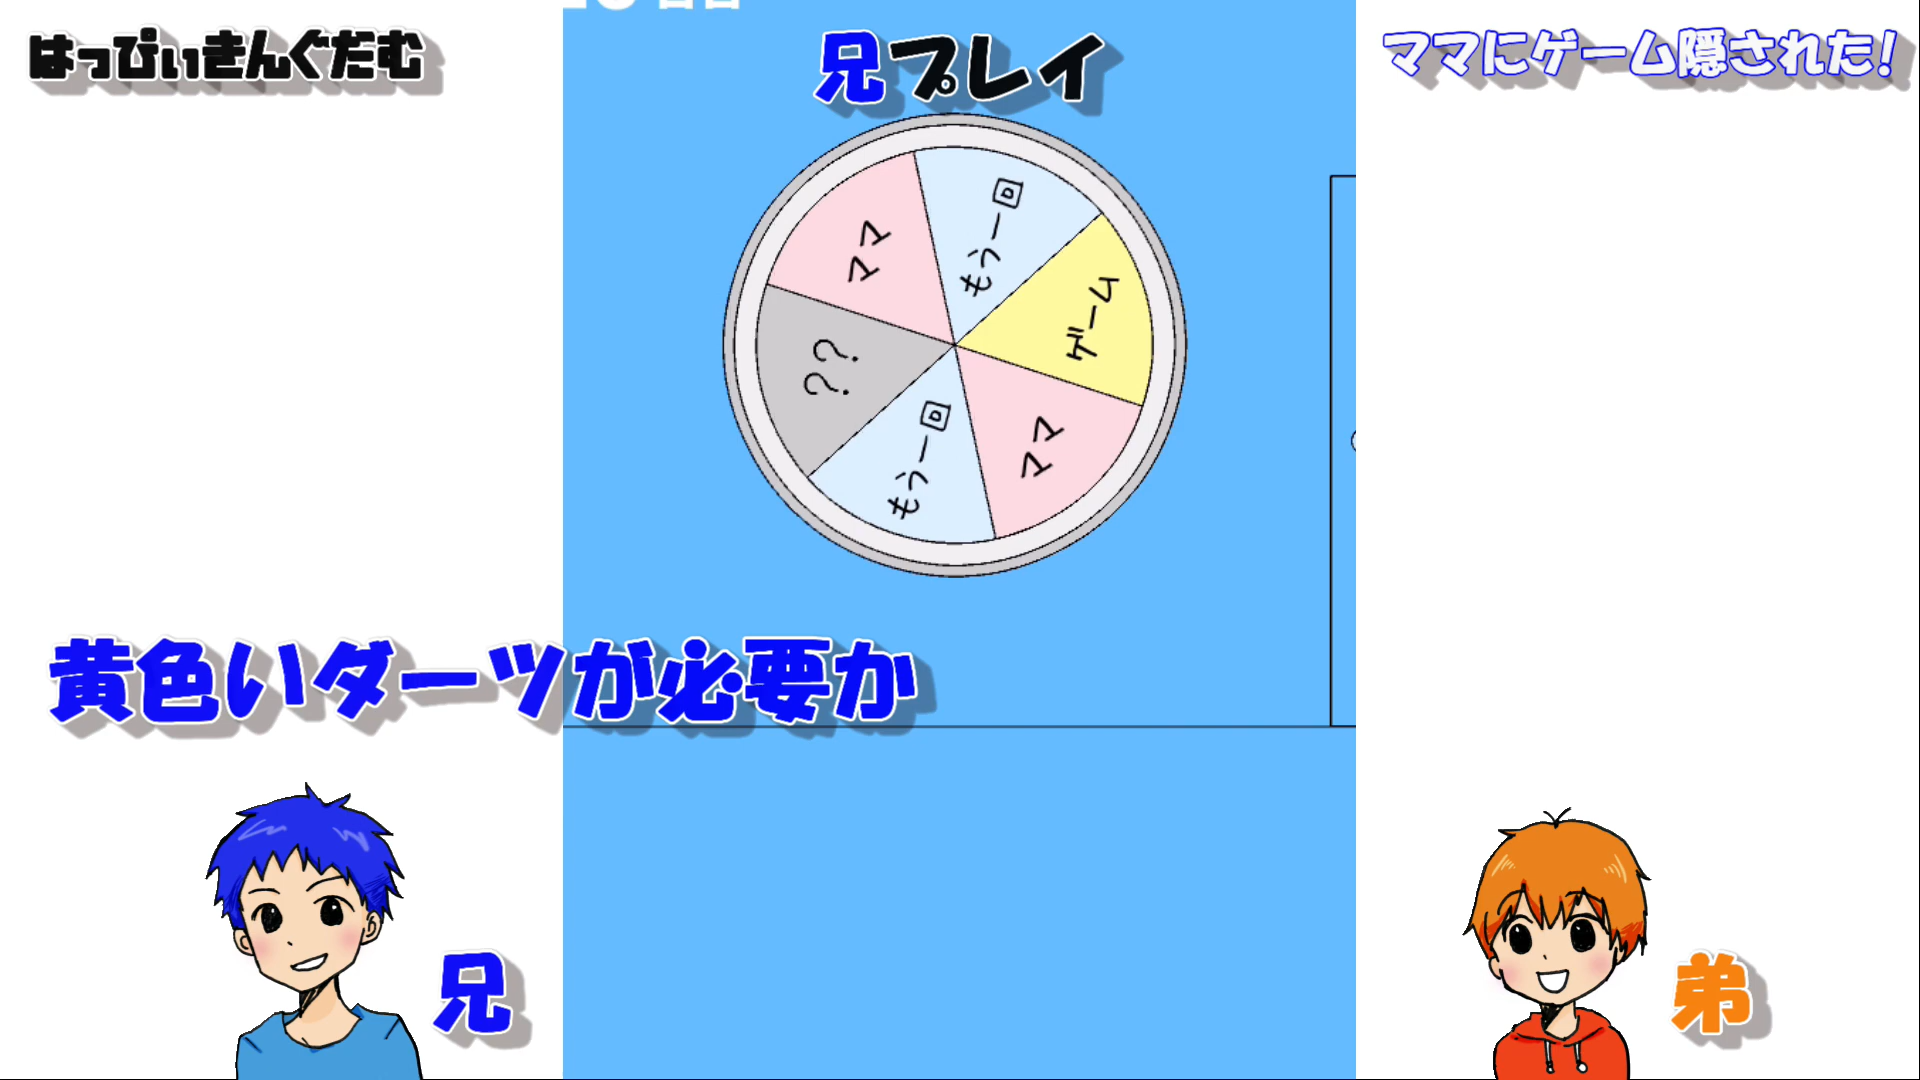 はっぴぃきんぐだむ
兄プレイ
ママにゲーム隠された!
ママ
もう一回
ゲーム
??
もう一回
ママ
黄色いダーツが必要か
兄
弟